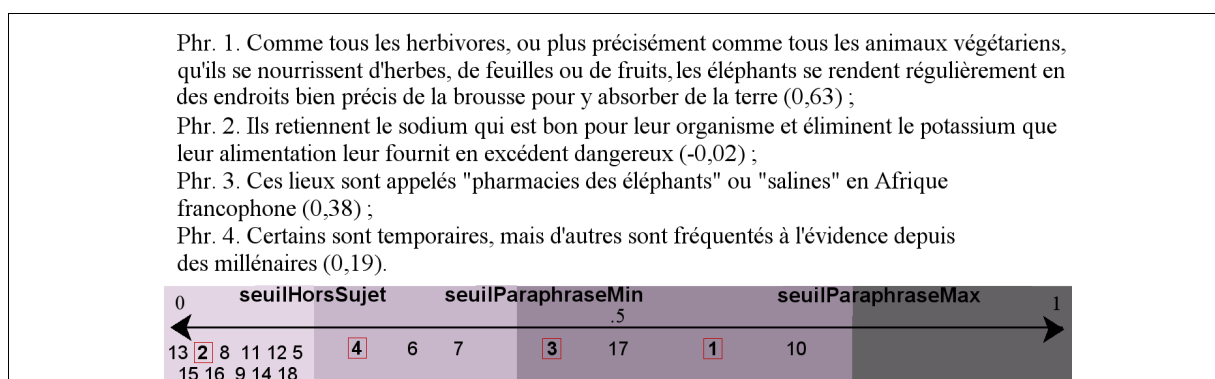 Phr. 1. Comme tous les herbivores, ou plus précisément comme tous les animaux végétariens,
qu'ils se nourrissent d'herbes, de feuilles ou de fruits, les éléphants se rendent régulièrement en
des endroits bien précis de la brousse pour y absorber de la terre (0,63) ;
Phr. 2. Ils retiennent le sodium qui est bon pour leur organisme et éliminent le potassium que
leur alimentation leur fournit en excédent dangereux (-0,02) ;
Phr. 3. Ces lieux sont appelés "pharmacies des éléphants" ou "salines" en Afrique
francophone (0,38) ;
Phr. 4. Certains sont temporaires, mais d'autres sont fréquentés à l'évidence depuis
des millénaires (0,19).
0 seuilHorsSujet seuilParaphraseMin seuilParaphraseMax 1
.5
13 2 8 11 12 5 4 6 7 3 17 1 10
15 16 9 14 18